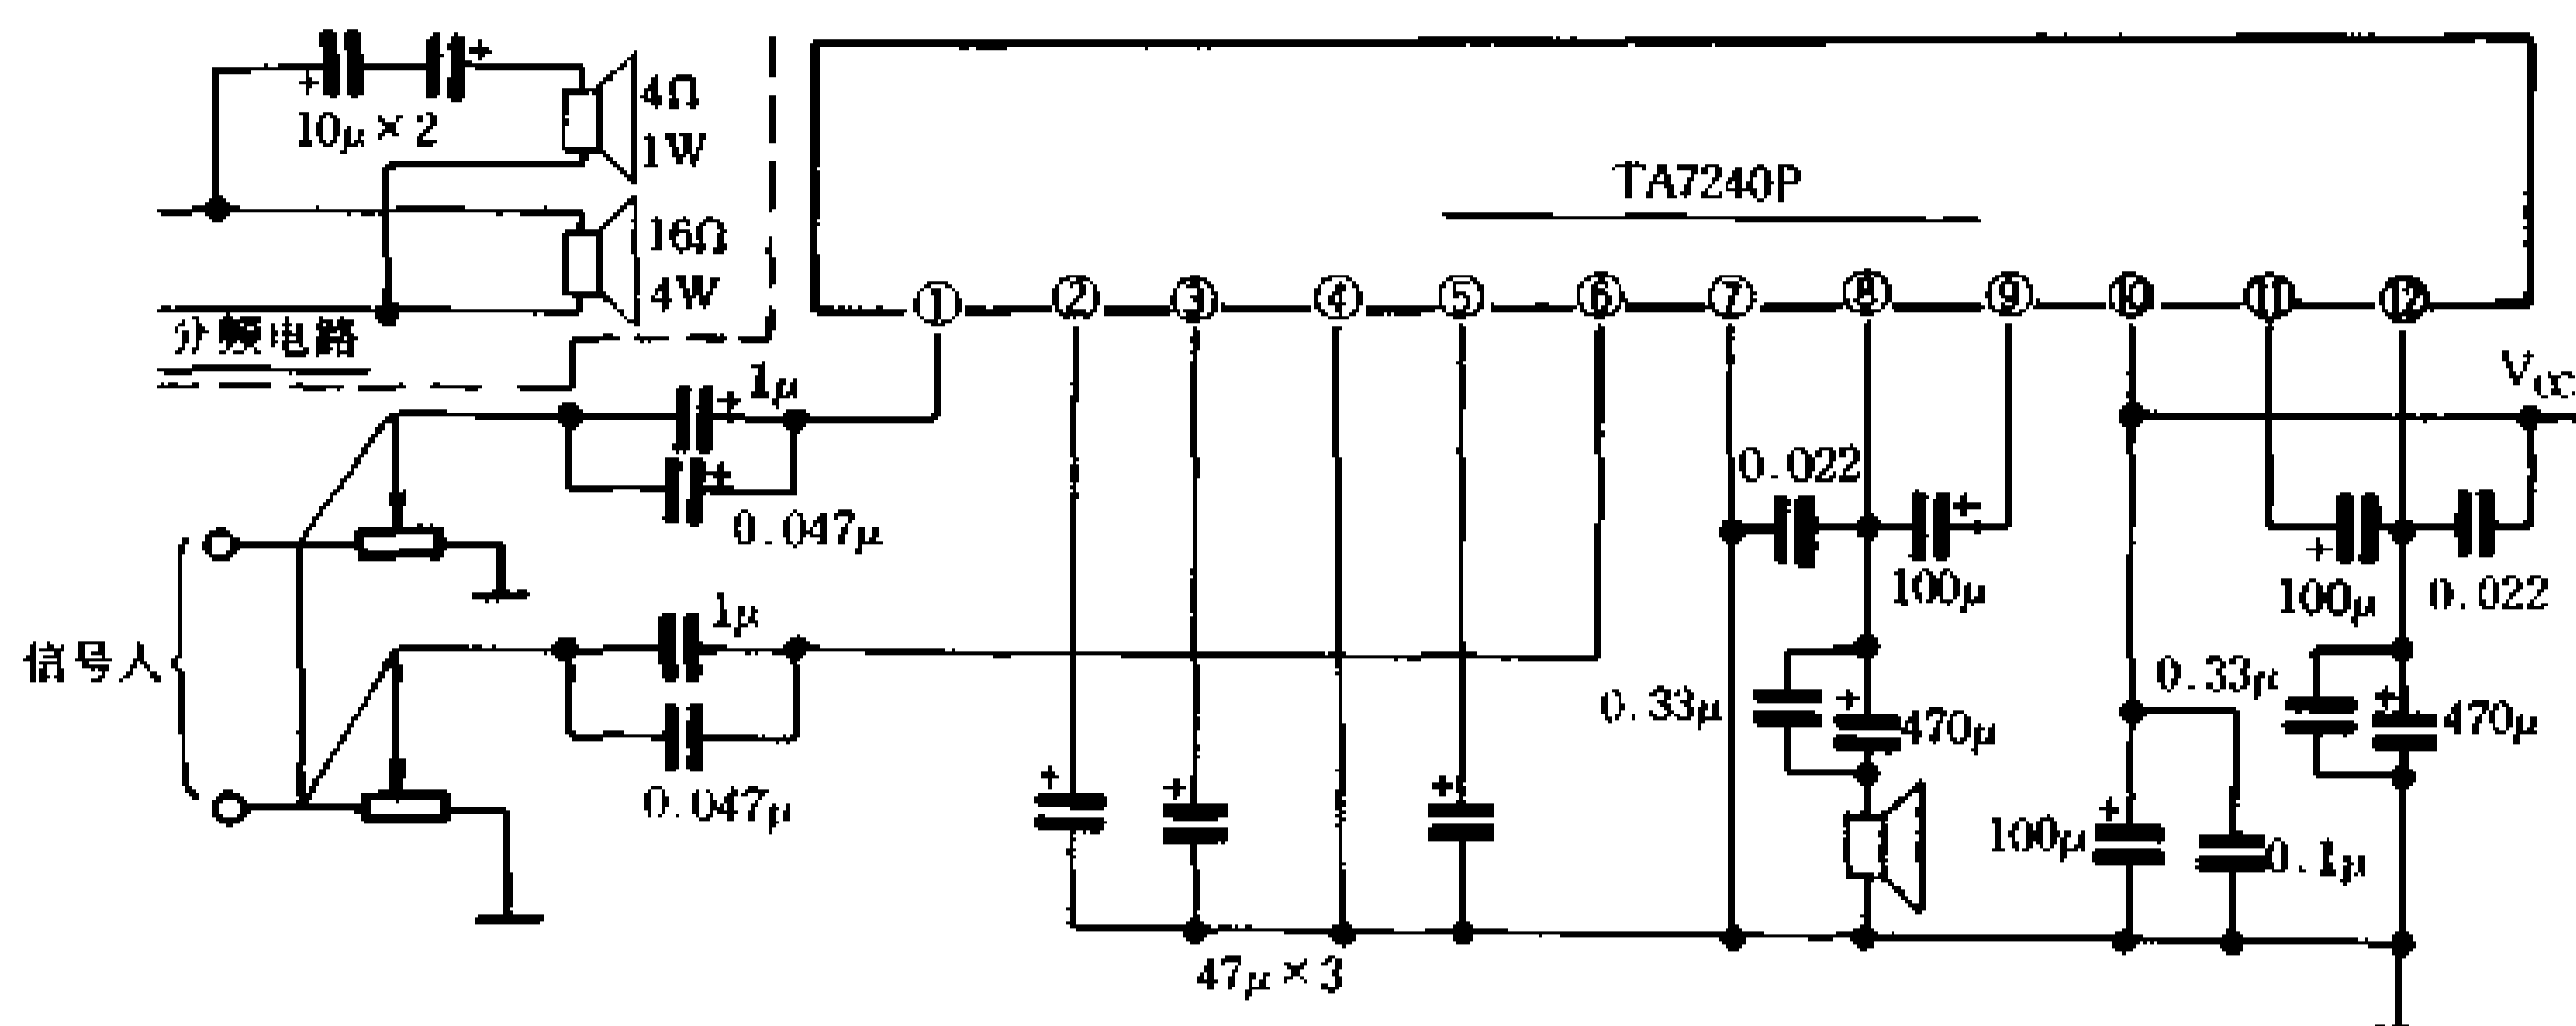 10μ×2
4Ω
1W
16Ω
4W
分频电路
TA7240P
① ② ③ ④ ⑤ ⑥ ⑦ ⑧ ⑨ ⑩ ⑪ ⑫
1μ
0.047μ
1μ
0.047μ
信号人
47μ×3
0.022
100μ
0.33μ
470μ
VCC
100μ
0.022
0.33μ
470μ
100μ
0.1μ